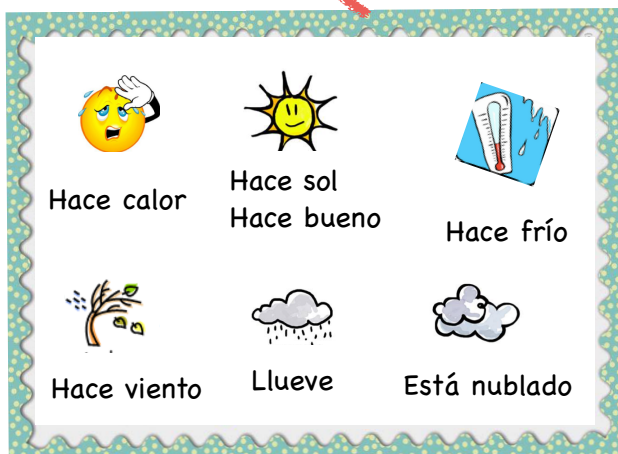 Hace calor
Hace sol
Hace bueno
Hace frío
Hace viento
Llueve
Está nublado